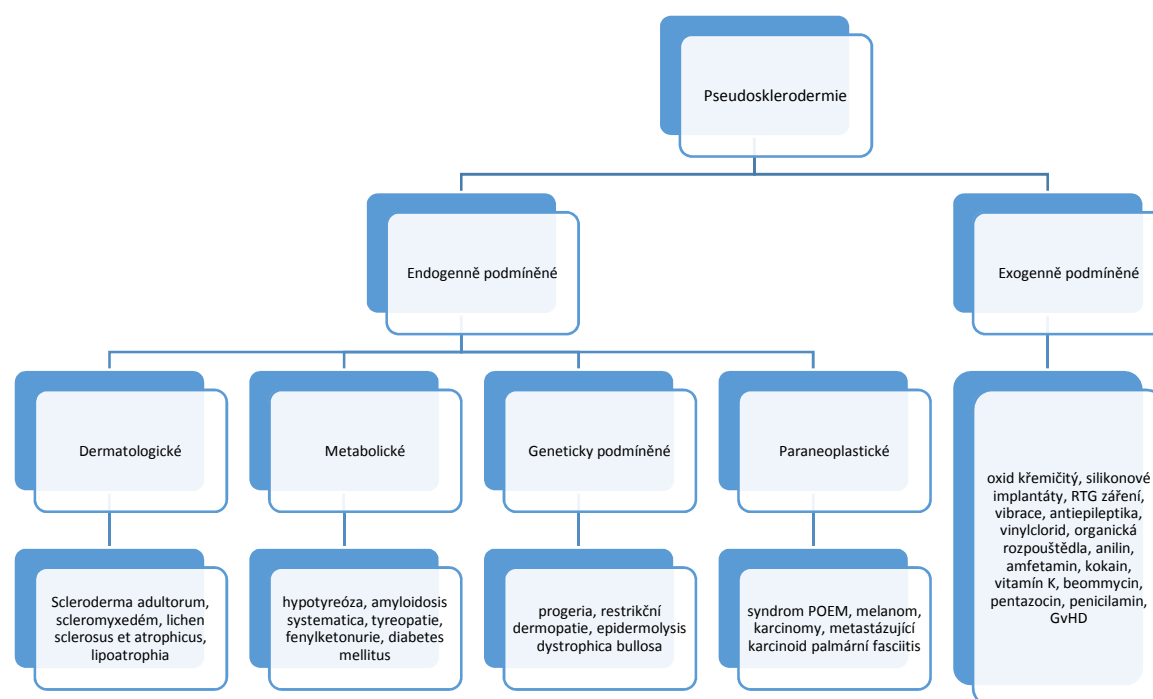 Pseudosklerodermie
Endogenně podmíněné
Exogenně podmíněné
Dermatologické
Metabolické
Geneticky podmíněné
Paraneoplastické
Scleroderma adultorum,
scleromyxedém, lichen
sclerosus et atrophicus,
lipoatrophia
hypotyreóza, amyloidosis
systematica, tyreopatie,
fenylketonurie, diabetes
mellitus
progeria, restrikční
dermopatie, epidermolysis
dystrophica bullosa
syndrom POEM, melanom,
karcinomy, metastázující
karcinoid palmární fasciitis
oxid křemičitý, silikonové
implantáty, RTG záření,
vibrace, antiepileptika,
vinylclorid, organická
rozpouštědla, anilin,
amfetamin, kokain,
vitamín K, beommycin,
pentazocin, penicilamin,
GvHD